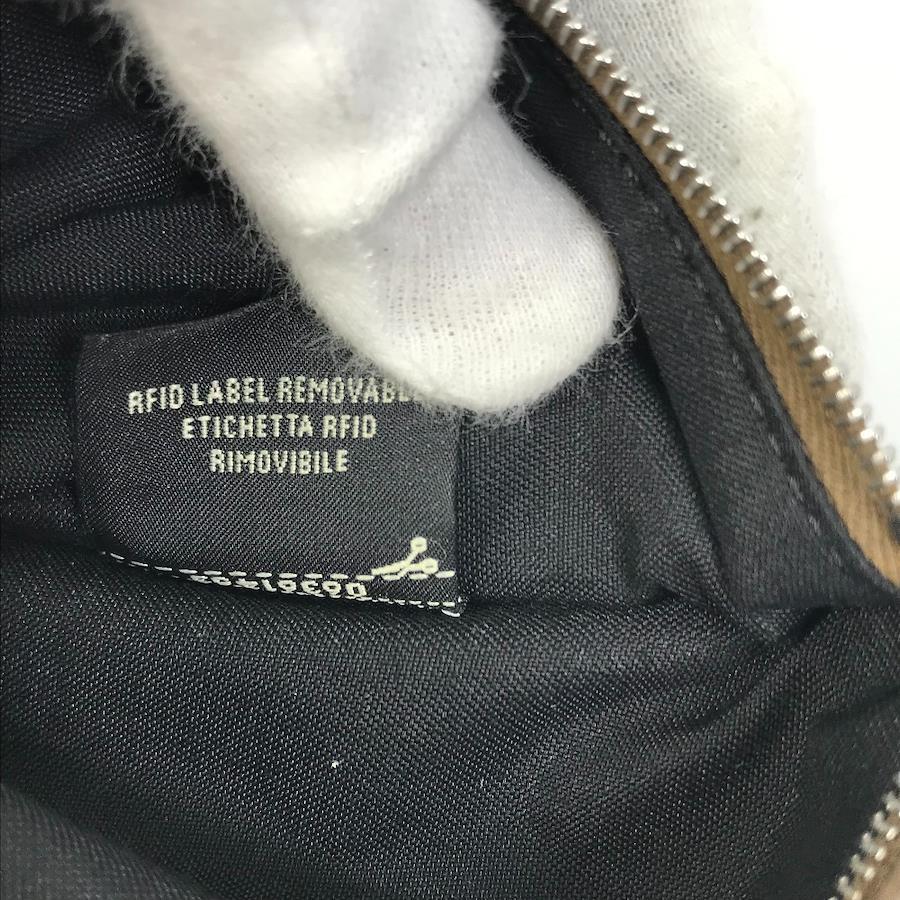 RFID LABEL REMOVABLE
ETICHETTA RFID
RIMOVIBILE